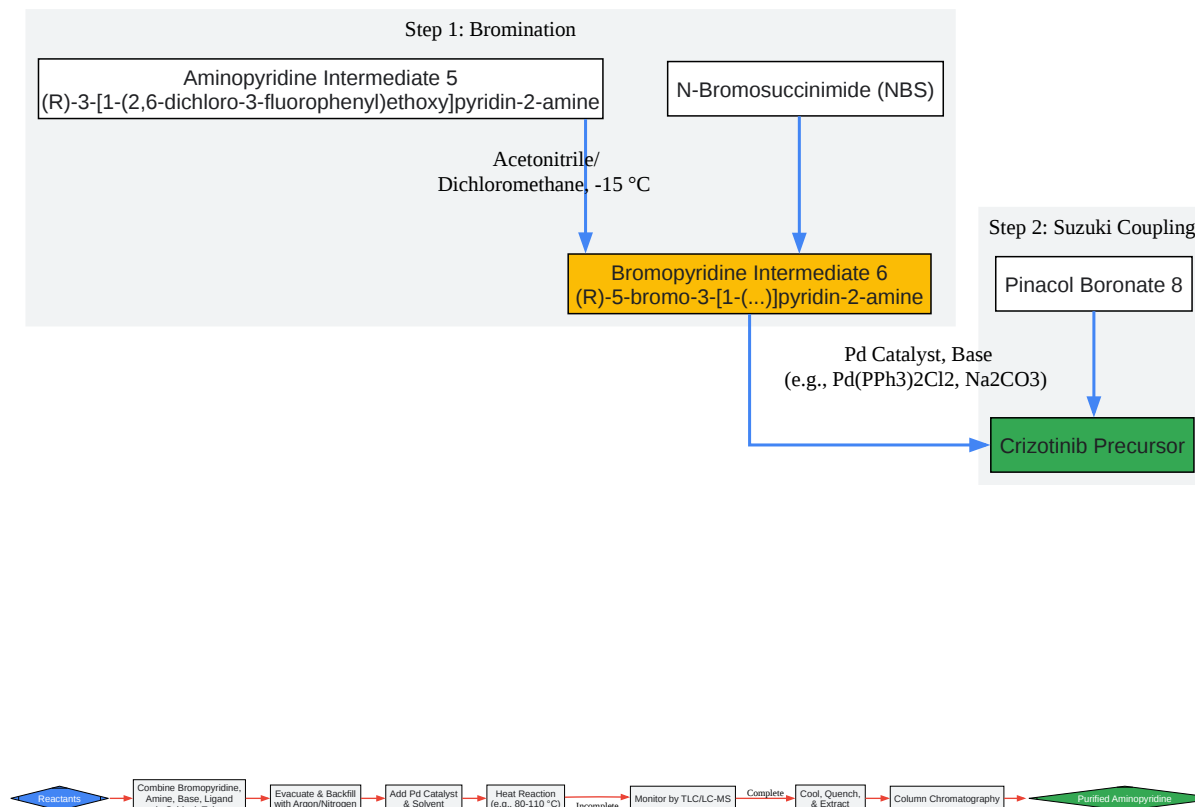 Step 1: Bromination
Aminopyridine Intermediate 5
(R)-3-[1-(2,6-dichloro-3-fluorophenyl)ethoxy]pyridin-2-amine
N-Bromosuccinimide (NBS)
Acetonitrile/
Dichloromethane, -15 °C
Step 2: Suzuki Coupling
Bromopyridine Intermediate 6
(R)-5-bromo-3-[1-(...)]pyridin-2-amine
Pinacol Boronate 8
Pd Catalyst, Base
(e.g., Pd(PPh3)2Cl2, Na2CO3)
Crizotinib Precursor
Reactants
Combine Bromopyridine,
Amine, Base, Ligand
Evacuate & Backfill
with Argon/Nitrogen
Add Pd Catalyst
& Solvent
Heat Reaction
(e.g., 80-110 °C)
Incomplete
Monitor by TLC/LC-MS
Complete
Cool, Quench,
& Extract
Column Chromatography
Purified Aminopyridine